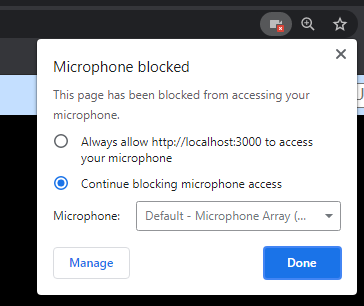 Microphone blocked
This page has been blocked from accessing your
microphone.
Always allow http://localhost:3000 to access
your microphone
Continue blocking microphone access
Microphone: Default - Microphone Array (...
Manage Done